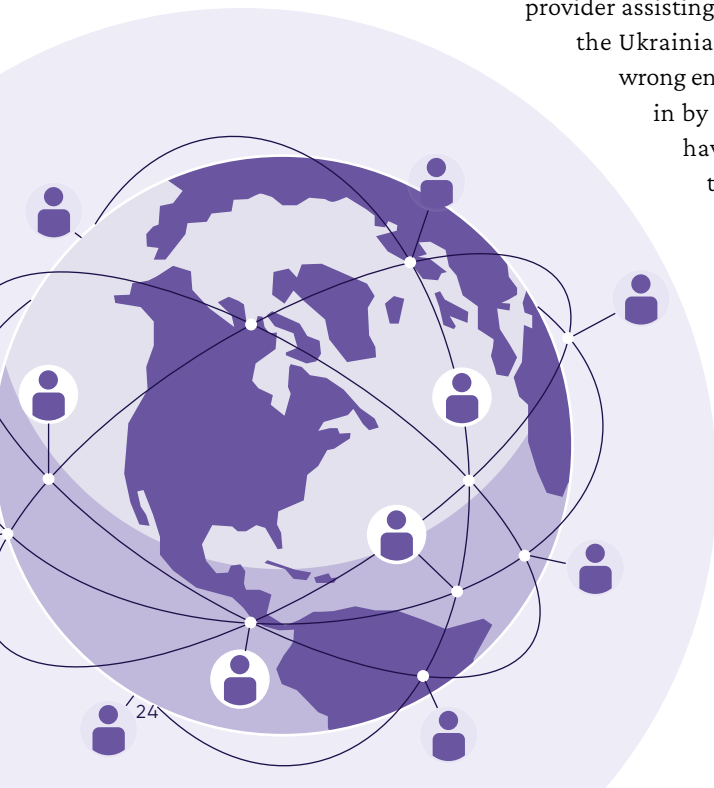 provider assisting
the Ukrainia
wrong en
in by
hav
t
24